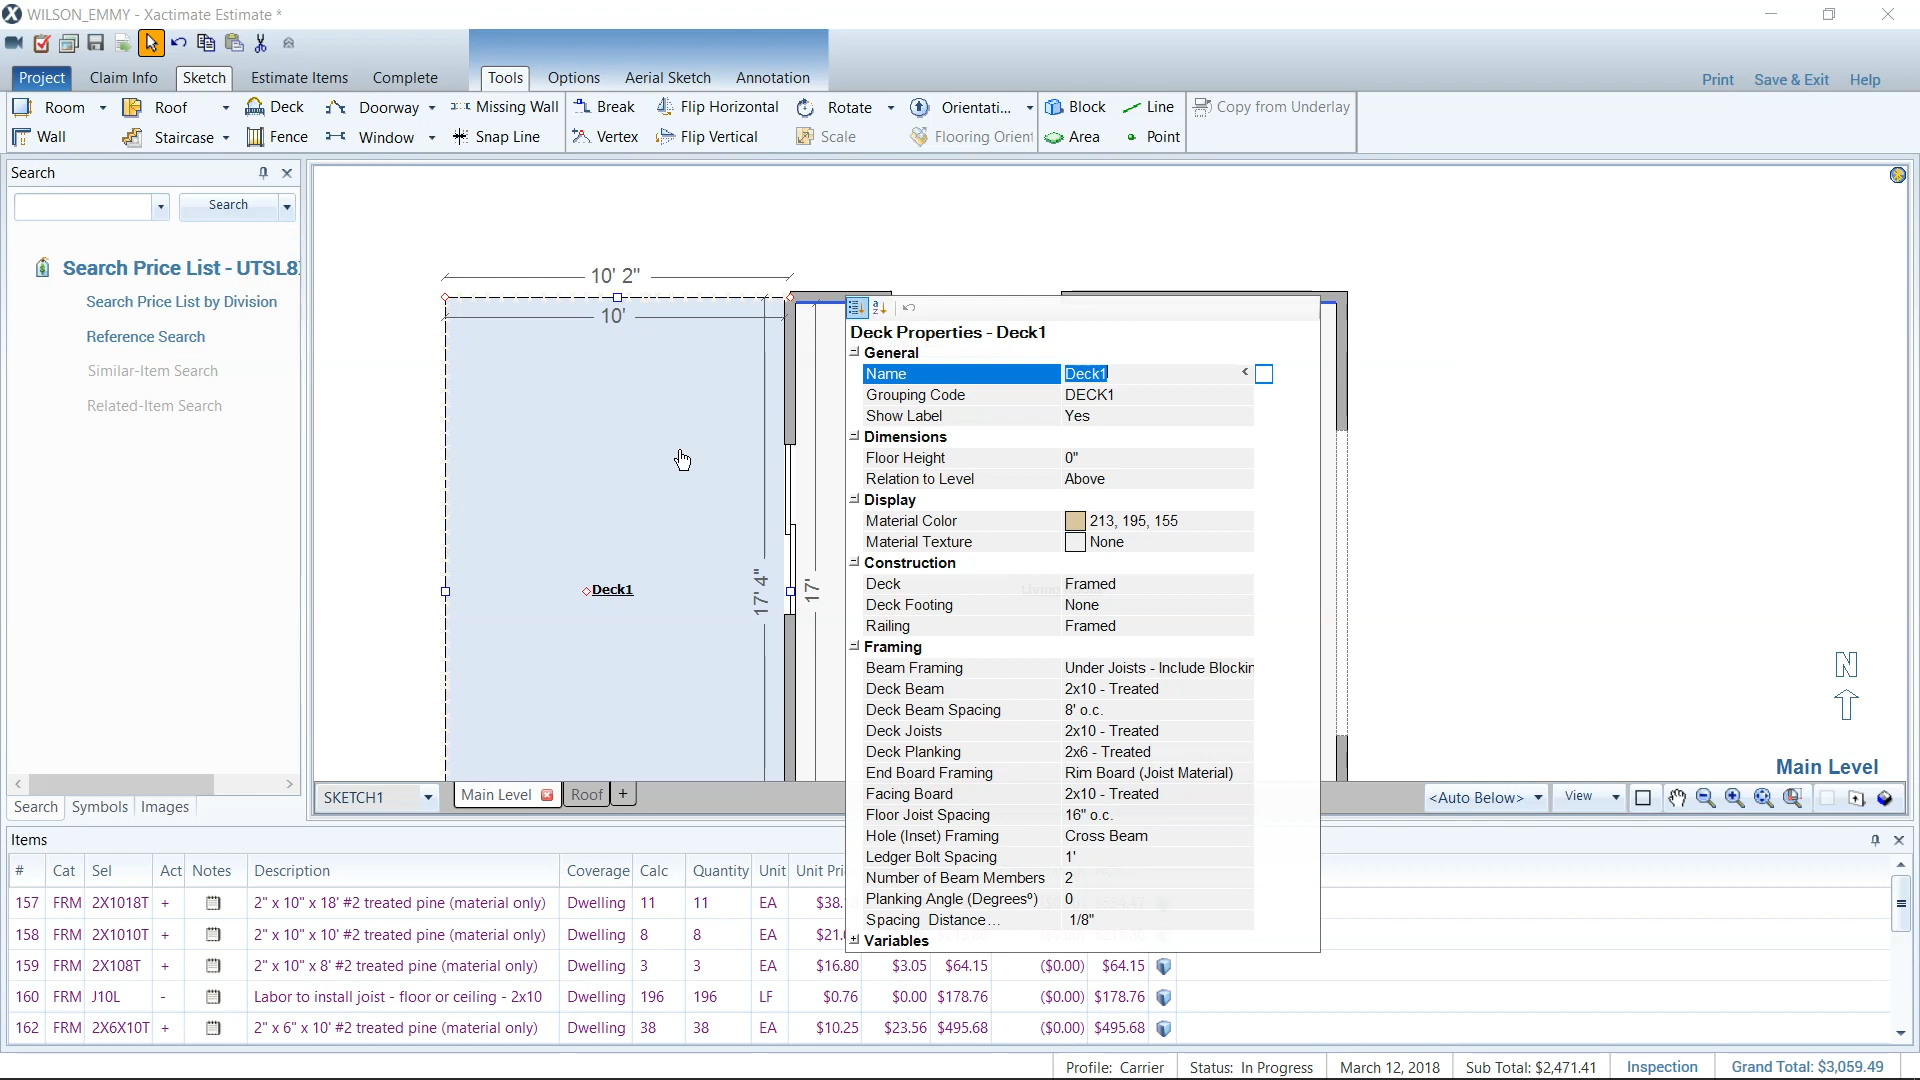 WILSON_EMMY - Xactimate Estimate *
Project Claim Info Sketch Estimate Items Complete Tools Options Aerial Sketch Annotation Print Save & Exit Help
Room Roof Deck Doorway Missing Wall Break Flip Horizontal Rotate Orientati... Block Line Copy from Underlay
Wall Staircase Fence Window Snap Line Vertex Flip Vertical Scale Flooring Orient Area Point
Search
Search
Search Price List - UTSL8
Search Price List by Division
Reference Search
Similar-Item Search
Related-Item Search
Search Symbols Images
10' 2"
10'
17' 4"
17'
Deck1
Deck Properties - Deck1
General
Name Deck1 <
Grouping Code DECK1
Show Label Yes
Dimensions
Floor Height 0"
Relation to Level Above
Display
Material Color 213, 195, 155
Material Texture None
Construction
Deck Framed
Deck Footing None
Railing Framed
Framing
Beam Framing Under Joists - Include Blockin
Deck Beam 2x10 - Treated
Deck Beam Spacing 8' o.c.
Deck Joists 2x10 - Treated
Deck Planking 2x6 - Treated
End Board Framing Rim Board (Joist Material)
Facing Board 2x10 - Treated
Floor Joist Spacing 16" o.c.
Hole (Inset) Framing Cross Beam
Ledger Bolt Spacing 1'
Number of Beam Members 2
Planking Angle (Degreesº) 0
Spacing Distance... 1/8"
Variables
N
Main Level
SKETCH1 Main Level Roof + <Auto Below> View
Items
# Cat Sel Act Notes Description Coverage Calc Quantity Unit Unit Pri
157 FRM 2X1018T + 2" x 10" x 18' #2 treated pine (material only) Dwelling 11 11 EA $38.
158 FRM 2X1010T + 2" x 10" x 10' #2 treated pine (material only) Dwelling 8 8 EA $21.
159 FRM 2X108T + 2" x 10" x 8' #2 treated pine (material only) Dwelling 3 3 EA $16.80 $3.05 $64.15 ($0.00) $64.15
160 FRM J10L - Labor to install joist - floor or ceiling - 2x10 Dwelling 196 196 LF $0.76 $0.00 $178.76 ($0.00) $178.76
162 FRM 2X6X10T + 2" x 6" x 10' #2 treated pine (material only) Dwelling 38 38 EA $10.25 $23.56 $495.68 ($0.00) $495.68
Profile: Carrier Status: In Progress March 12, 2018 Sub Total: $2,471.41 Inspection Grand Total: $3,059.49